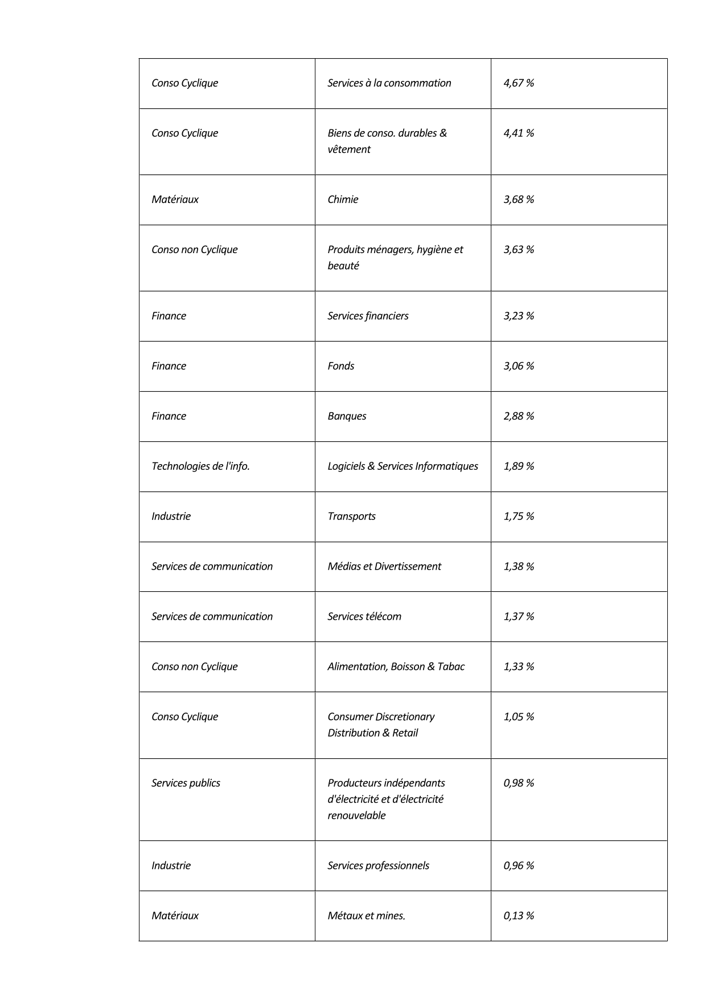 Conso Cyclique Services à la consommation 4,67 %
Conso Cyclique Biens de conso. durables & 4,41 %
vêtement
Matériaux Chimie 3,68 %
Conso non Cyclique Produits ménagers, hygiène et 3,63 %
beauté
Finance Services financiers 3,23 %
Finance Fonds 3,06 %
Finance Banques 2,88 %
Technologies de l'info. Logiciels & Services Informatiques 1,89 %
Industrie Transports 1,75 %
Services de communication Médias et Divertissement 1,38 %
Services de communication Services télécom 1,37 %
Conso non Cyclique Alimentation, Boisson & Tabac 1,33 %
Conso Cyclique Consumer Discretionary 1,05 %
Distribution & Retail
Services publics Producteurs indépendants 0,98 %
d'électricité et d'électricité
renouvelable
Industrie Services professionnels 0,96 %
Matériaux Métaux et mines. 0,13 %